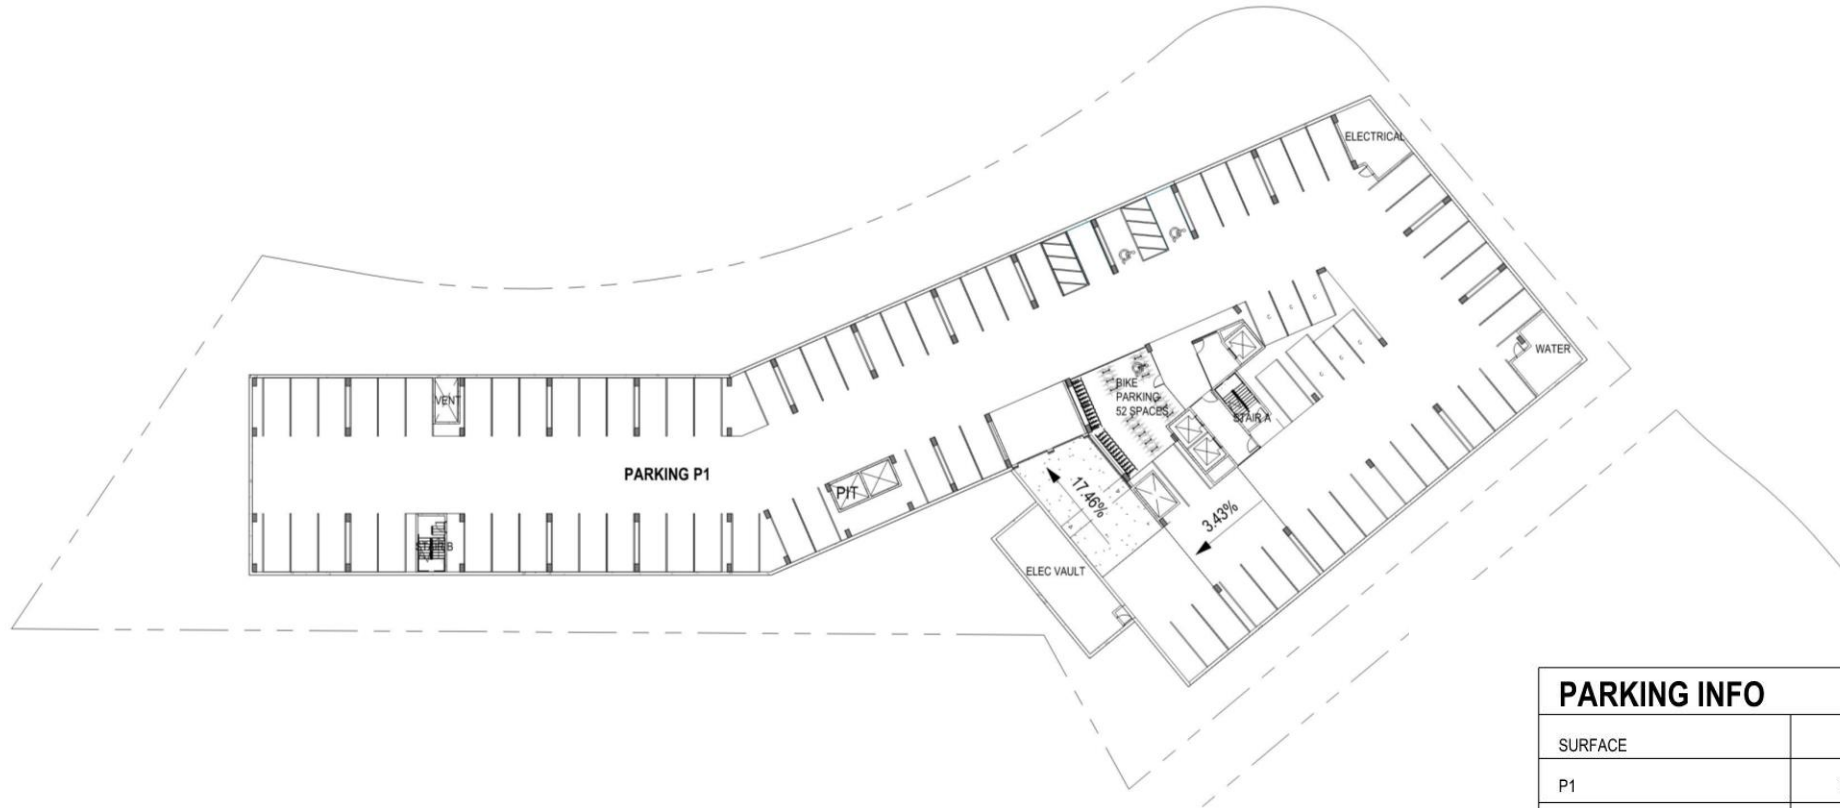 ELECTRICAL
WATER
BIKE
PARKING
52 SPACES
STAIR A
VENT
PARKING P1
PIT
17.46%
3.43%
STAIR B
ELEC VAULT
C
C
C
C
C
C
PARKING INFO
SURFACE
P1